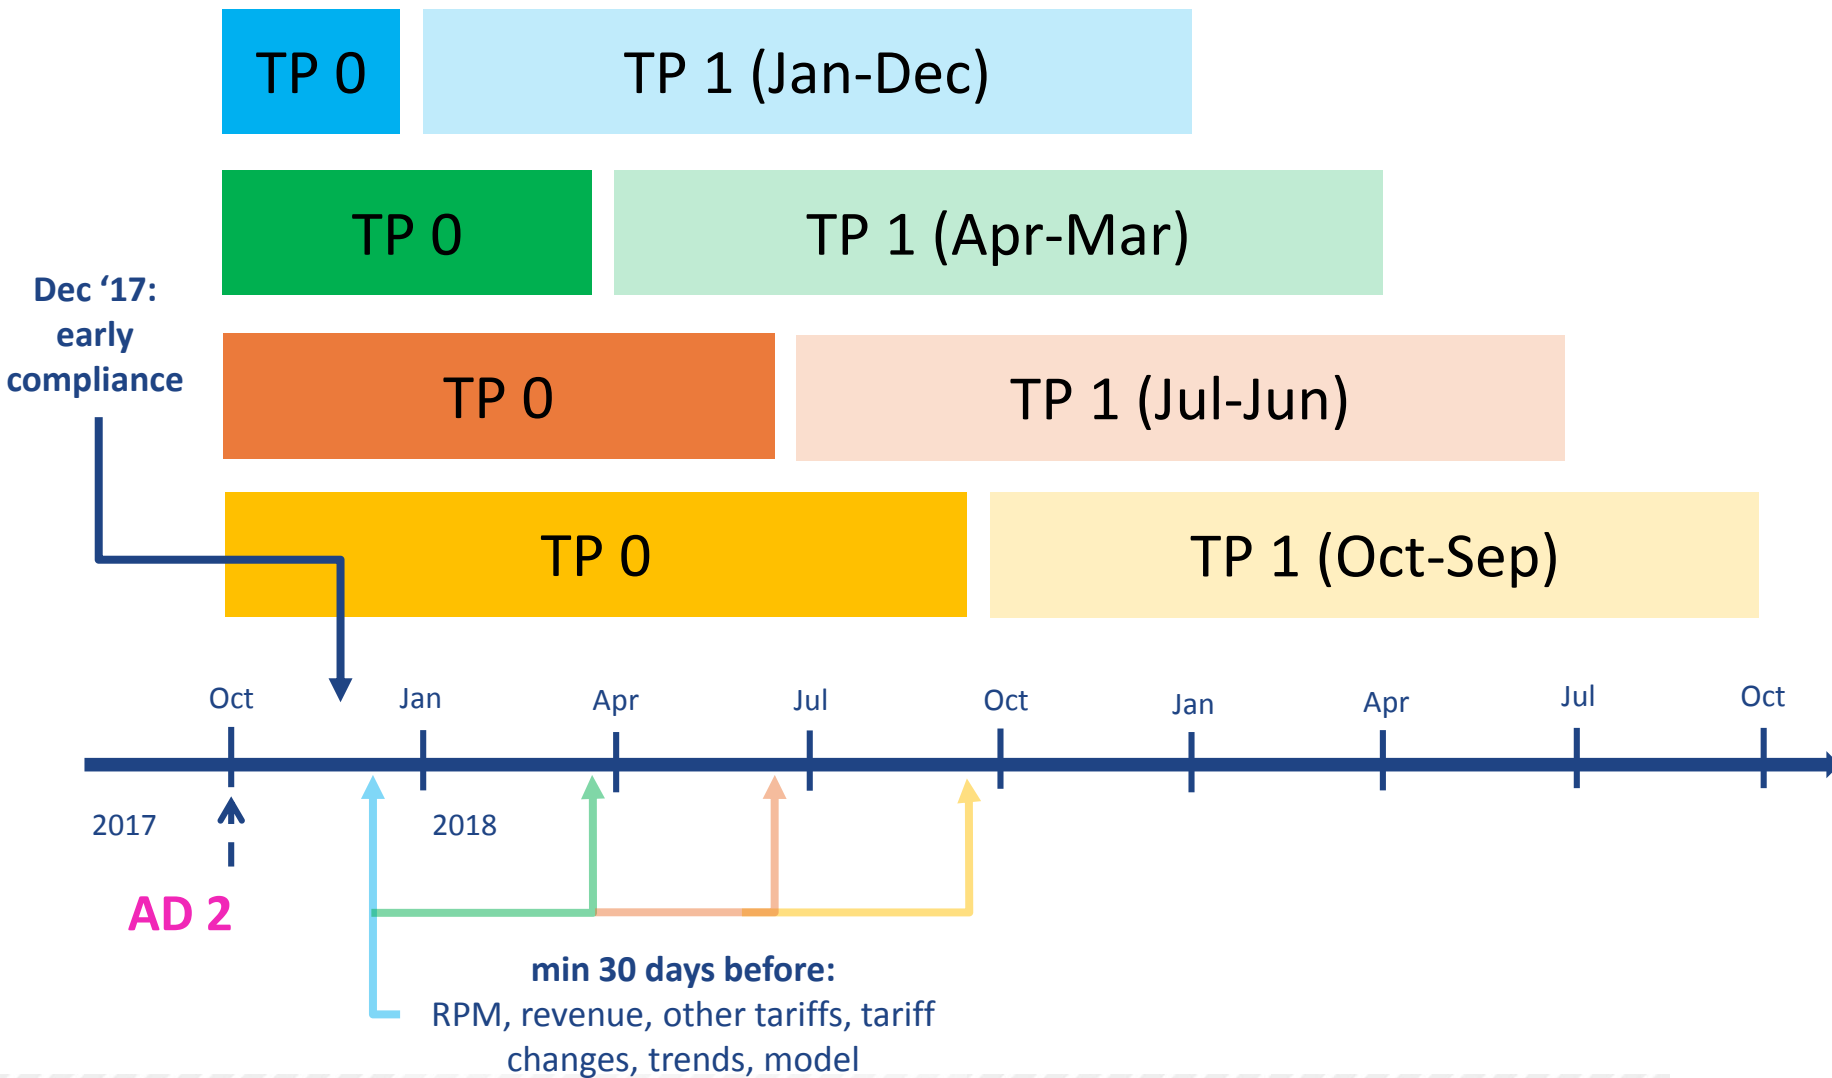 TP 0
TP 1 (Jan-Dec)
TP 0
TP 1 (Apr-Mar)
Dec ‘17:
early
compliance
TP 0
TP 1 (Jul-Jun)
TP 0
TP 1 (Oct-Sep)
Oct
Jan
Apr
Jul
Oct
Jan
Apr
Jul
Oct
2017
2018
AD 2
min 30 days before:
RPM, revenue, other tariffs, tariff
changes, trends, model